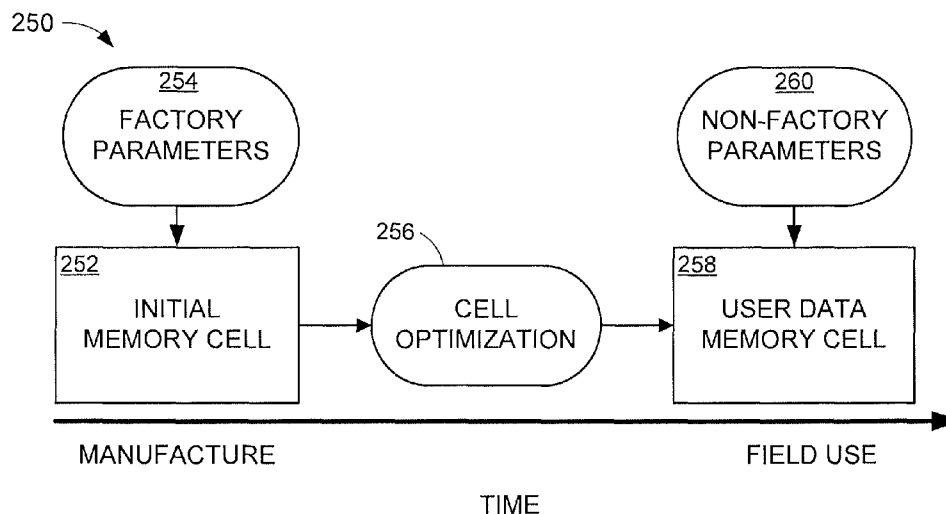 250
254
FACTORY
PARAMETERS
260
NON-FACTORY
PARAMETERS
252
INITIAL
MEMORY CELL
256
CELL
OPTIMIZATION
258
USER DATA
MEMORY CELL
MANUFACTURE
FIELD USE
TIME